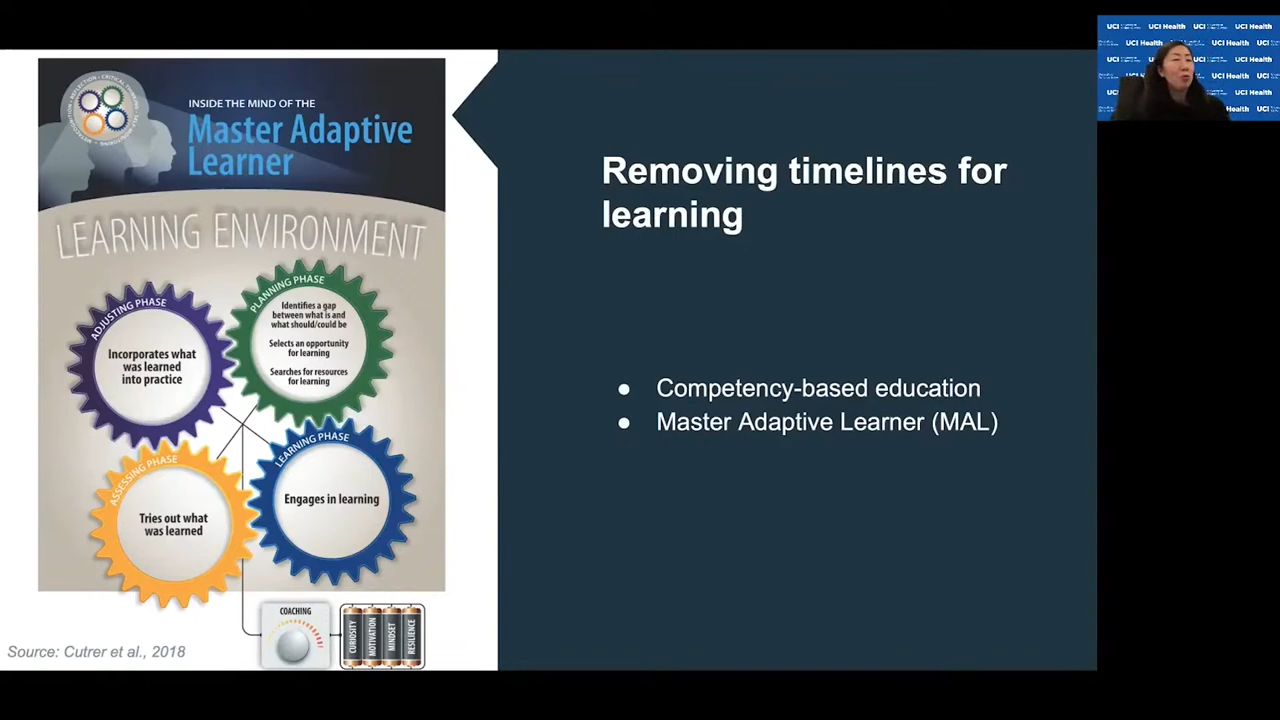 INSIDE THE MIND OF THE
Master Adaptive
Learner
LEARNING ENVIRONMENT
ADJUSTING PHASE
Incorporates what
was learned
into practice
PLANNING PHASE
Identifies a gap
between what is and
what should/could be
Selects an opportunity
for learning
Searches for resources
for learning
ASSESSING PHASE
Tries out what
was learned
LEARNING PHASE
Engages in learning
COACHING
CURIOSITY
MOTIVATION
MINDSET
RESILIENCE
Source: Cutrer et al., 2018
Removing timelines for
learning
● Competency-based education
● Master Adaptive Learner (MAL)
UCI Health